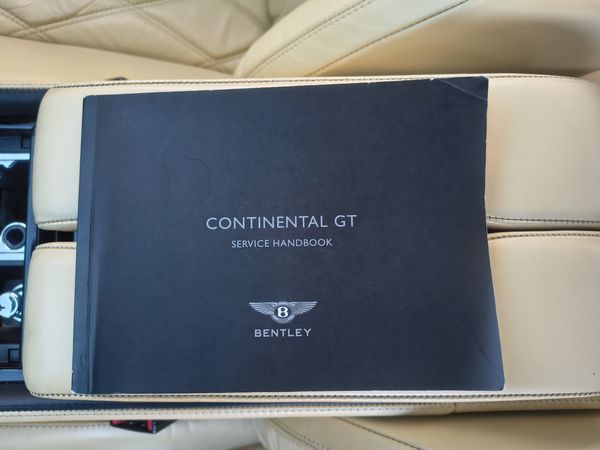 CONTINENTAL GT
SERVICE HANDBOOK
B
BENTLEY